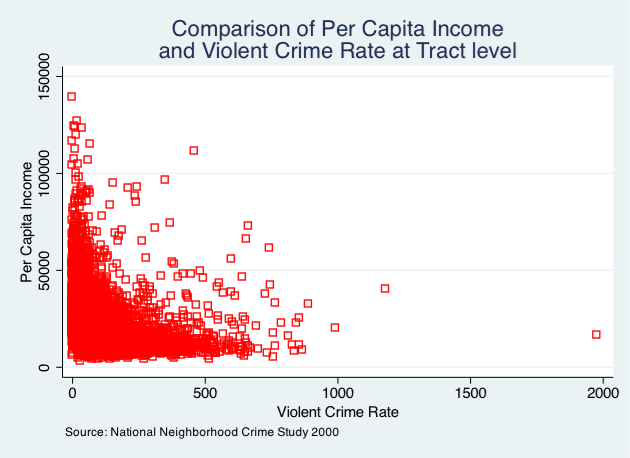 Comparison of Per Capita Income
and Violent Crime Rate at Tract level
150000
100000
50000
0
Per Capita Income
0 500 1000 1500 2000
Violent Crime Rate
Source: National Neighborhood Crime Study 2000